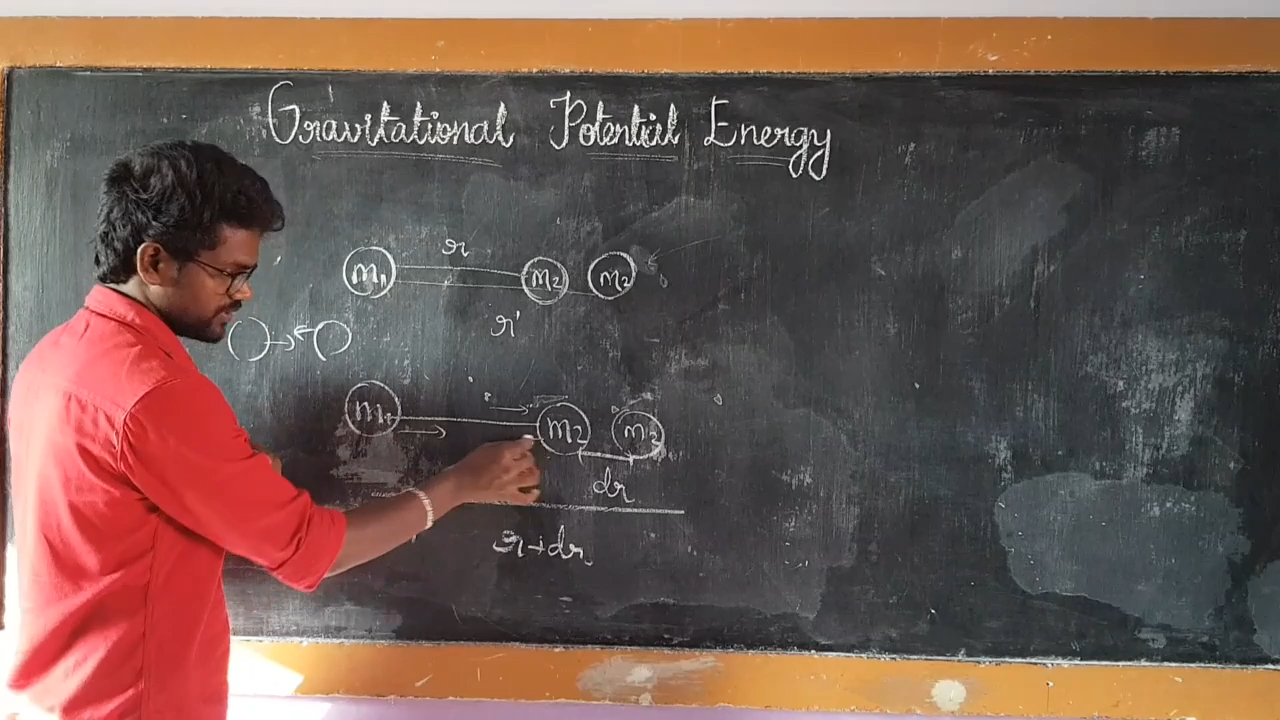 Gravitational Potential Energy
r
m1 m2 m2
r'
m1 m2 m2
dr
r+dr